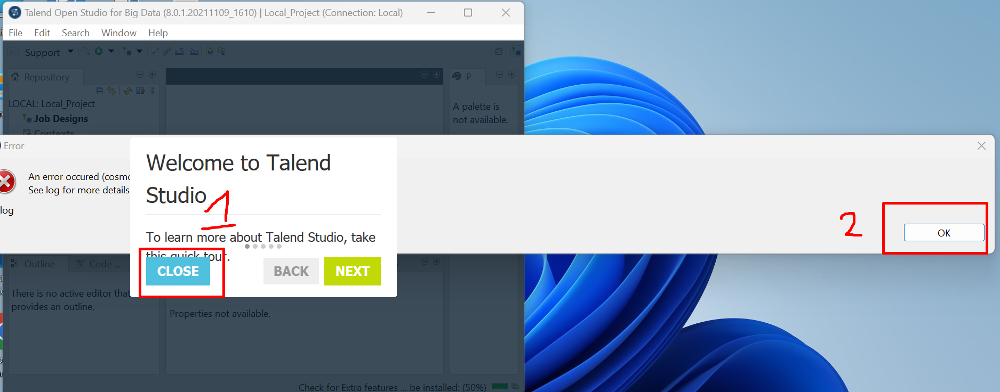 Talend Open Studio for Big Data (8.0.1.20211109_1610) | Local_Project (Connection: Local)
File Edit Search Window Help
Support
Repository
P
LOCAL: Local_Project
Job Designs
Contexts
A palette is
not available.
Error
An error occured (cosmo
See log for more details
log
Welcome to Talend
Studio
1
To learn more about Talend Studio, take
this quick tour.
CLOSE BACK NEXT
2
OK
Outline Code ...
There is no active editor that
provides an outline.
Properties not available.
Check for Extra features ... be installed: (50%)